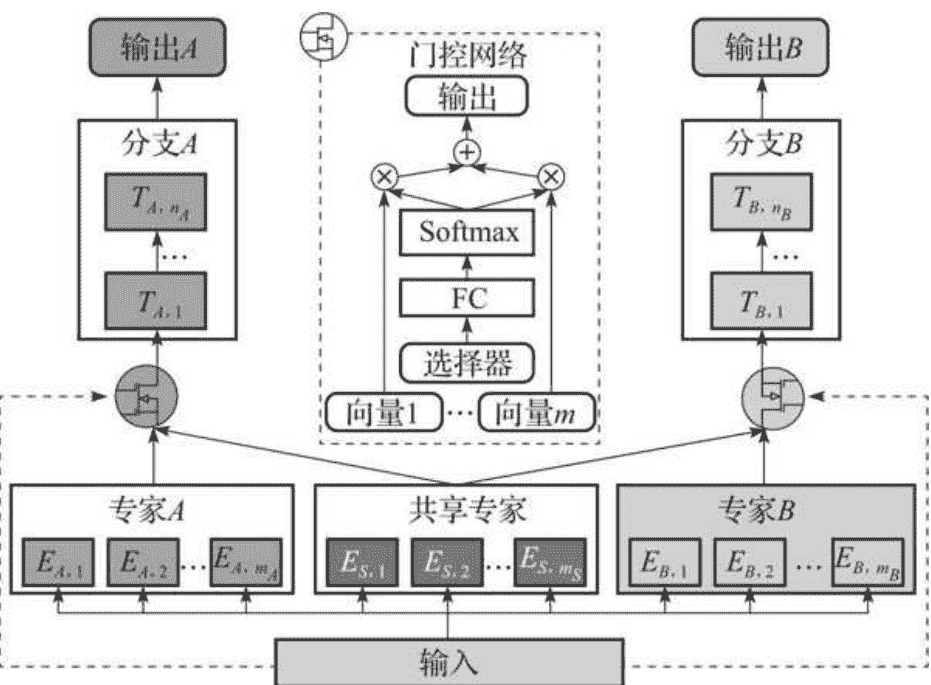 输出A
门控网络
输出B
输出
分支A
分支B
T_{A, n_A}
T_{B, n_B}
Softmax
…
…
FC
T_{A, 1}
T_{B, 1}
选择器
向量1 … 向量m
专家A
共享专家
专家B
E_{A, 1} E_{A, 2} … E_{A, m_A}
E_{S, 1} E_{S, 2} … E_{S, m_S}
E_{B, 1} E_{B, 2} … E_{B, m_B}
输入